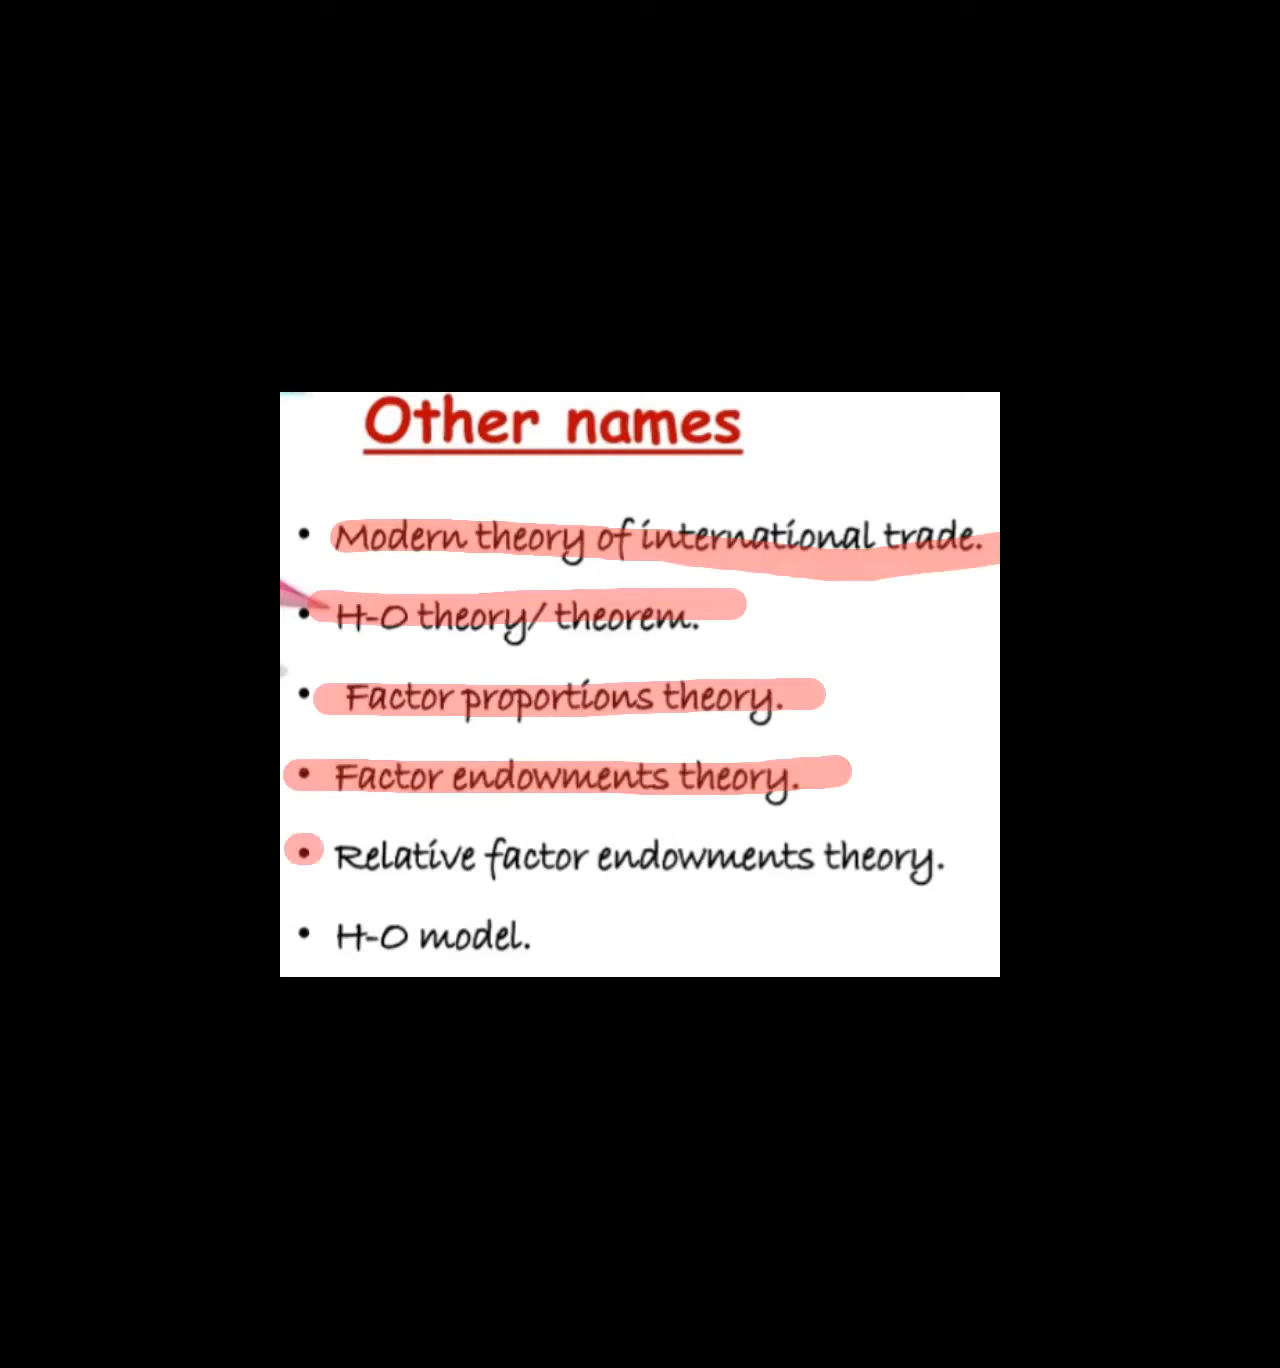 Other names
• Modern theory of international trade.
• H-O theory/ theorem.
• Factor proportions theory.
• Factor endowments theory.
• Relative factor endowments theory.
• H-O model.